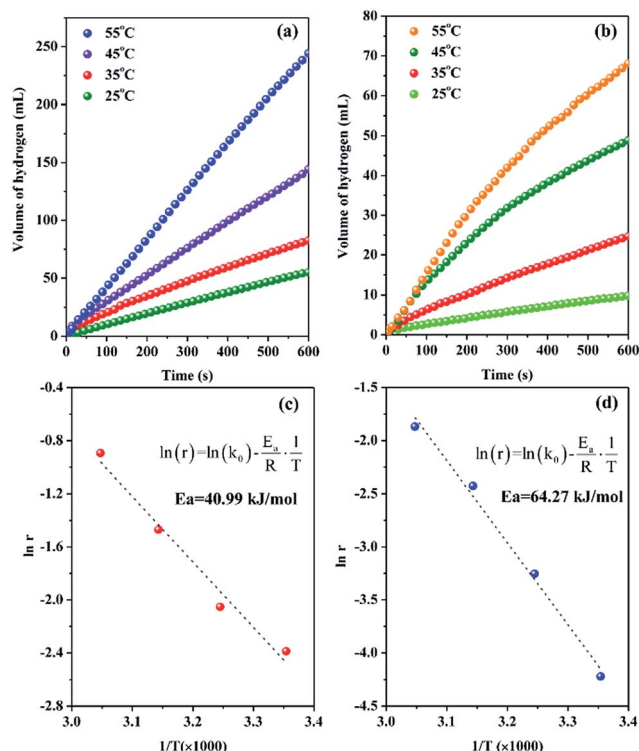 (a)
55°C
45°C
35°C
25°C
Volume of hydrogen (mL)
250
200
150
100
50
0
0 100 200 300 400 500 600
Time (s)
(b)
55°C
45°C
35°C
25°C
Volume of hydrogen (mL)
80
70
60
50
40
30
20
10
0
0 100 200 300 400 500 600
Time (s)
(c)
ln(r)=ln(k₀)-Eₐ/R·1/T
Ea=40.99 kJ/mol
ln r
-0.4
-0.8
-1.2
-1.6
-2.0
-2.4
-2.8
3.0 3.1 3.2 3.3 3.4
1/T(×1000)
(d)
ln(r)=ln(k₀)-Eₐ/R·1/T
Ea=64.27 kJ/mol
ln r
-1.5
-2.0
-2.5
-3.0
-3.5
-4.0
-4.5
3.0 3.1 3.2 3.3 3.4
1/T (×1000)